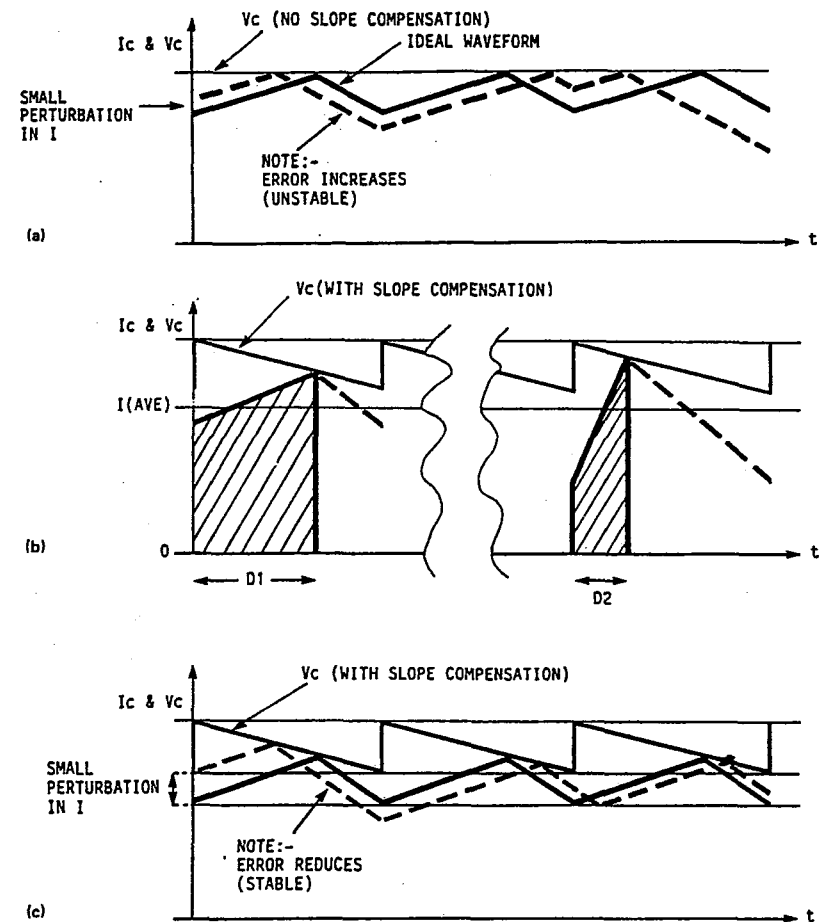 Vc (NO SLOPE COMPENSATION)
Ic & Vc
IDEAL WAVEFORM
SMALL
PERTURBATION
IN I
NOTE:-
ERROR INCREASES
(UNSTABLE)
(a)
t
Vc(WITH SLOPE COMPENSATION)
Ic & Vc
I(AVE)
(b)
0
t
D1
D2
Vc (WITH SLOPE COMPENSATION)
Ic & Vc
SMALL
PERTURBATION
IN I
NOTE:-
ERROR REDUCES
(STABLE)
(c)
t